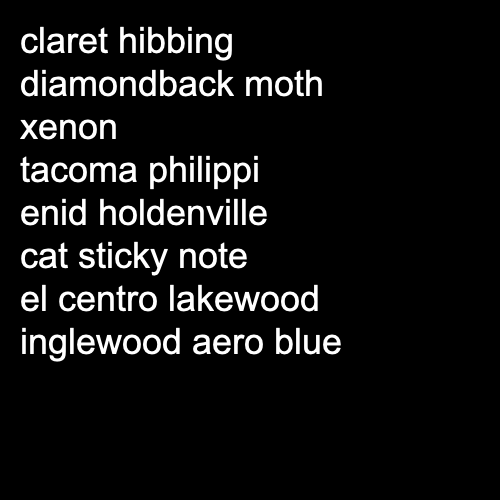 claret hibbing
diamondback moth
xenon
tacoma philippi
enid holdenville
cat sticky note
el centro lakewood
inglewood aero blue